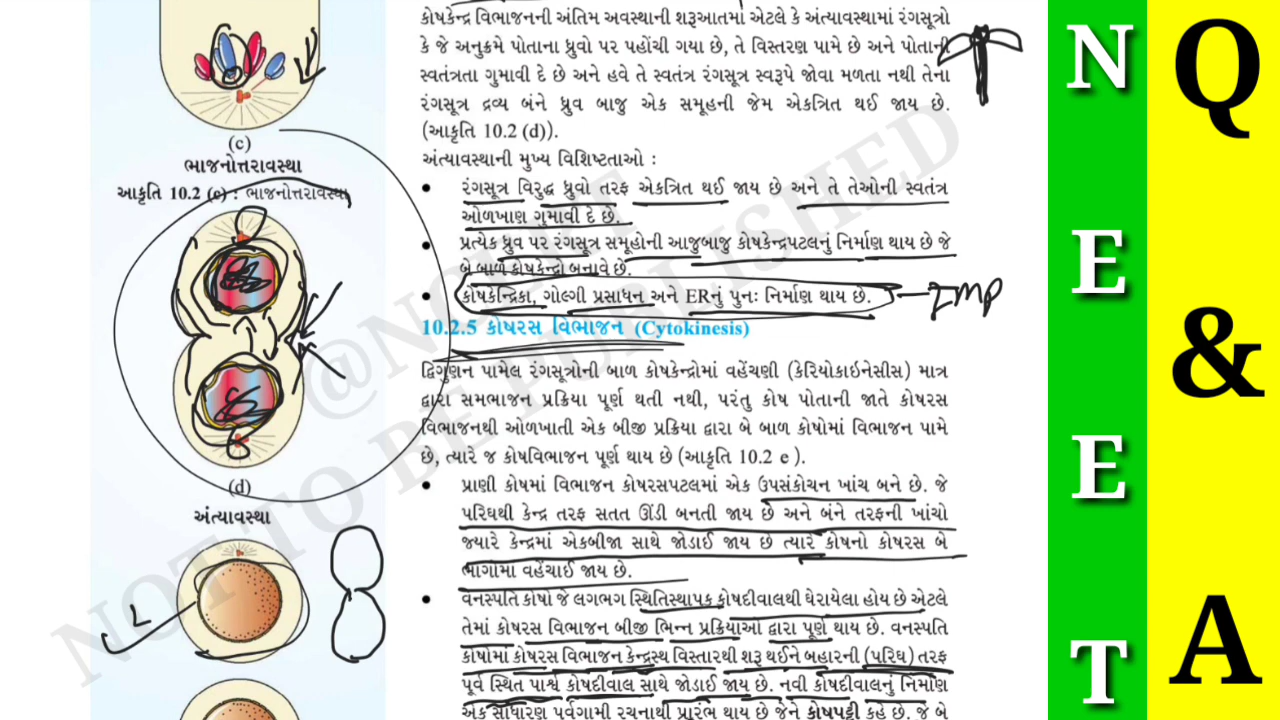 (c)
ભાજનોત્તરાવસ્થા
આકૃતિ 10.2 (c) : ભાજનોત્તરાવસ્થા
(d)
અંત્યાવસ્થા
કોષકેન્દ્ર વિભાજનની અંતિમ અવસ્થાની શરૂઆતમાં એટલે કે અંત્યાવસ્થામાં રંગસૂત્રો
કે જે અનુક્રમે પોતાના ધ્રુવો પર પહોંચી ગયા છે, તે વિસ્તરણ પામે છે અને પોતાની
સ્વતંત્રતા ગુમાવી દે છે અને હવે તે સ્વતંત્ર રંગસૂત્ર સ્વરૂપે જોવા મળતા નથી તેના
રંગસૂત્ર દ્રવ્ય બંને ધ્રુવ બાજુ એક સમૂહની જેમ એકત્રિત થઈ જાય છે.
(આકૃતિ 10.2 (d)).
અંત્યાવસ્થાની મુખ્ય વિશિષ્ટતાઓ :
• રંગસૂત્ર વિરુદ્ધ ધ્રુવો તરફ એકત્રિત થઈ જાય છે અને તે તેઓની સ્વતંત્ર
ઓળખાણ ગુમાવી દે છે.
• પ્રત્યેક ધ્રુવ પર રંગસૂત્ર સમૂહોની આજુબાજુ કોષકેન્દ્રપટલનું નિર્માણ થાય છે જે
બે બાળ કોષકેન્દ્રો બનાવે છે.
• કોષકેન્દ્રિકા, ગોલ્ગી પ્રસાધન અને ERનું પુનઃ નિર્માણ થાય છે. IMP
10.2.5 કોષરસ વિભાજન (Cytokinesis)
દ્વિગુણન પામેલ રંગસૂત્રોની બાળ કોષકેન્દ્રોમાં વહેંચણી (કેરિયોકાઇનેસીસ) માત્ર
દ્વારા સમભાજન પ્રક્રિયા પૂર્ણ થતી નથી, પરંતુ કોષ પોતાની જાતે કોષરસ
વિભાજનથી ઓળખાતી એક બીજી પ્રક્રિયા દ્વારા બે બાળ કોષોમાં વિભાજન પામે
છે, ત્યારે જ કોષવિભાજન પૂર્ણ થાય છે (આકૃતિ 10.2 e ).
• પ્રાણી કોષમાં વિભાજન કોષરસપટલમાં એક ઉપસંકોચન ખાંચ બને છે. જે
પરિઘથી કેન્દ્ર તરફ સતત ઊંડી બનતી જાય છે અને બંને તરફની ખાંચો
જ્યારે કેન્દ્રમાં એકબીજા સાથે જોડાઈ જાય છે ત્યારે કોષનો કોષરસ બે
ભાગોમાં વહેંચાઈ જાય છે.
• વનસ્પતિ કોષો જે લગભગ સ્થિતિસ્થાપક કોષદીવાલથી ઘેરાયેલા હોય છે એટલે
તેમાં કોષરસ વિભાજન બીજી ભિન્ન પ્રક્રિયાઓ દ્વારા પૂર્ણ થાય છે. વનસ્પતિ
કોષોમાં કોષરસ વિભાજન કેન્દ્રસ્થ વિસ્તારથી શરૂ થઈને બહારની (પરિઘ) તરફ
પૂર્વ સ્થિત પાર્શ્વ કોષદીવાલ સાથે જોડાઈ જાય છે. નવી કોષદીવાલનું નિર્માણ
એક સાધારણ પૂર્વગામી રચનાથી પ્રારંભ થાય છે જેને કોષપટ્ટી કહે છે. જે બે
@NCERT
NOT TO BE PUBLISHED
NEET
Q & A